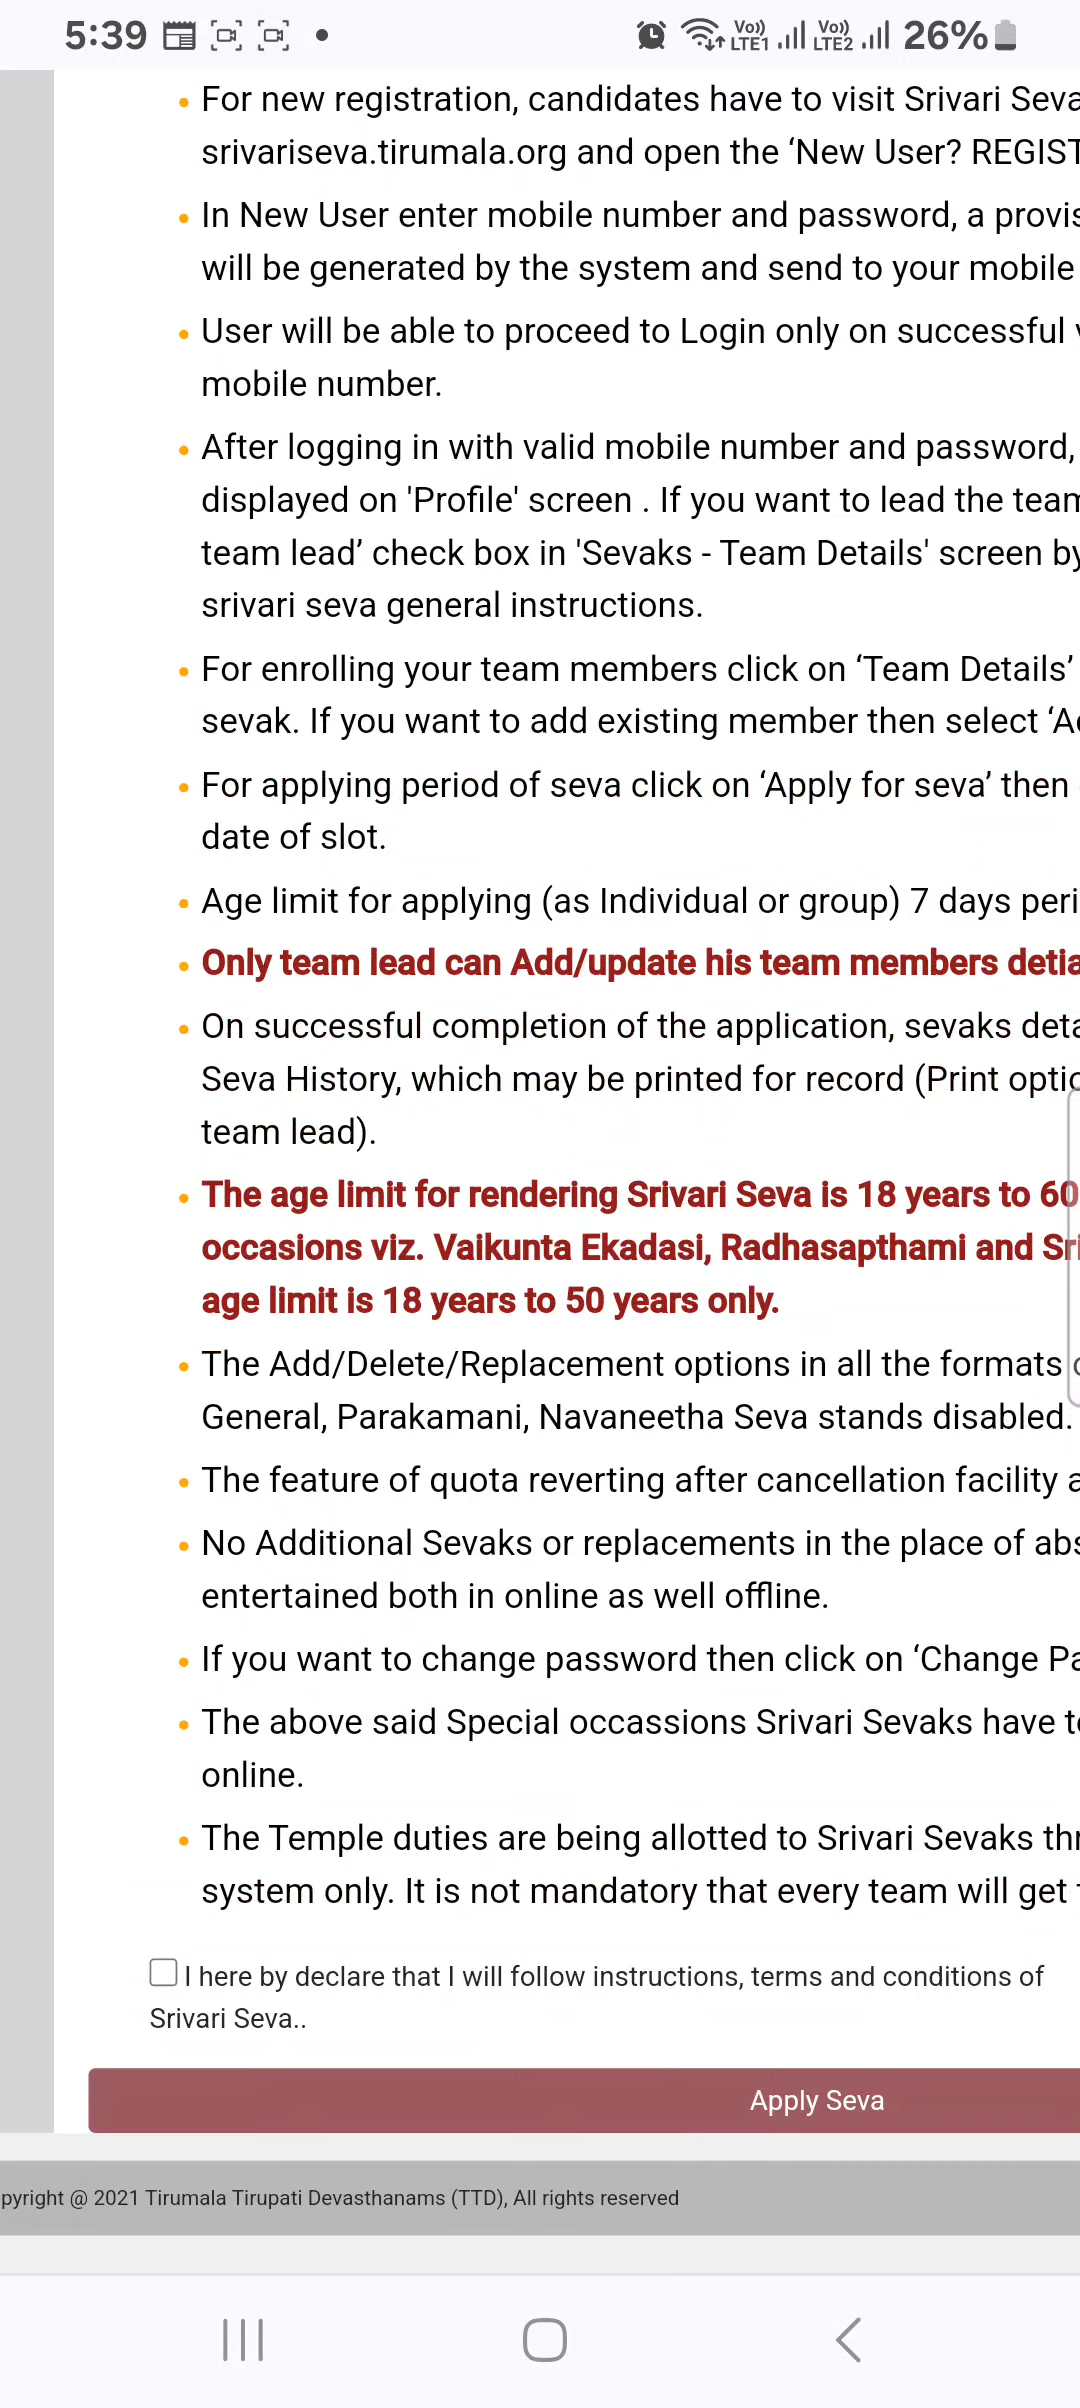 5:39
Vo)) LTE1 Vo)) LTE2 26%
For new registration, candidates have to visit Srivari Seva
srivariseva.tirumala.org and open the ‘New User? REGIST
In New User enter mobile number and password, a provis
will be generated by the system and send to your mobile
User will be able to proceed to Login only on successful
mobile number.
After logging in with valid mobile number and password,
displayed on 'Profile' screen . If you want to lead the team
team lead’ check box in 'Sevaks - Team Details' screen by
srivari seva general instructions.
For enrolling your team members click on ‘Team Details’
sevak. If you want to add existing member then select
For applying period of seva click on ‘Apply for seva’ then
date of slot.
Age limit for applying (as Individual or group) 7 days peri
Only team lead can Add/update his team members detia
On successful completion of the application, sevaks deta
Seva History, which may be printed for record (Print optio
team lead).
The age limit for rendering Srivari Seva is 18 years to 60
occasions viz. Vaikunta Ekadasi, Radhasapthami and Sri
age limit is 18 years to 50 years only.
The Add/Delete/Replacement options in all the formats
General, Parakamani, Navaneetha Seva stands disabled.
The feature of quota reverting after cancellation facility a
No Additional Sevaks or replacements in the place of abs
entertained both in online as well offline.
If you want to change password then click on ‘Change Pa
The above said Special occassions Srivari Sevaks have to
online.
The Temple duties are being allotted to Srivari Sevaks thr
system only. It is not mandatory that every team will get
I here by declare that I will follow instructions, terms and conditions of
Srivari Seva..
Apply Seva
pyright @ 2021 Tirumala Tirupati Devasthanams (TTD), All rights reserved